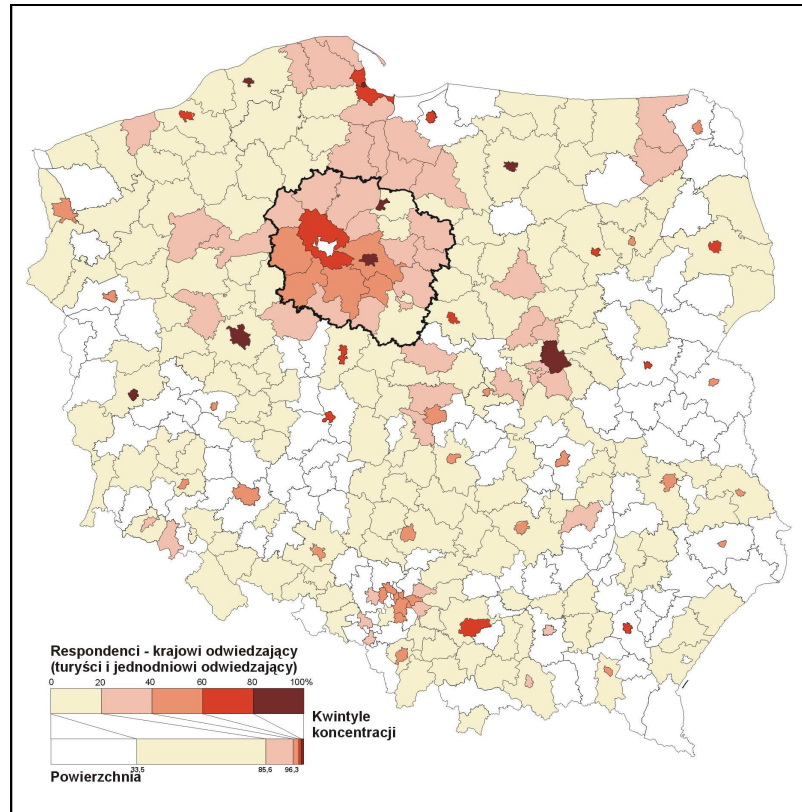 Respondenci - krajowi odwiedzający
(turyści i jednodniowi odwiedzający)
0 20 40 60 80 100%
Kwintyle
koncentracji
33,5 85,6 96,3
Powierzchnia